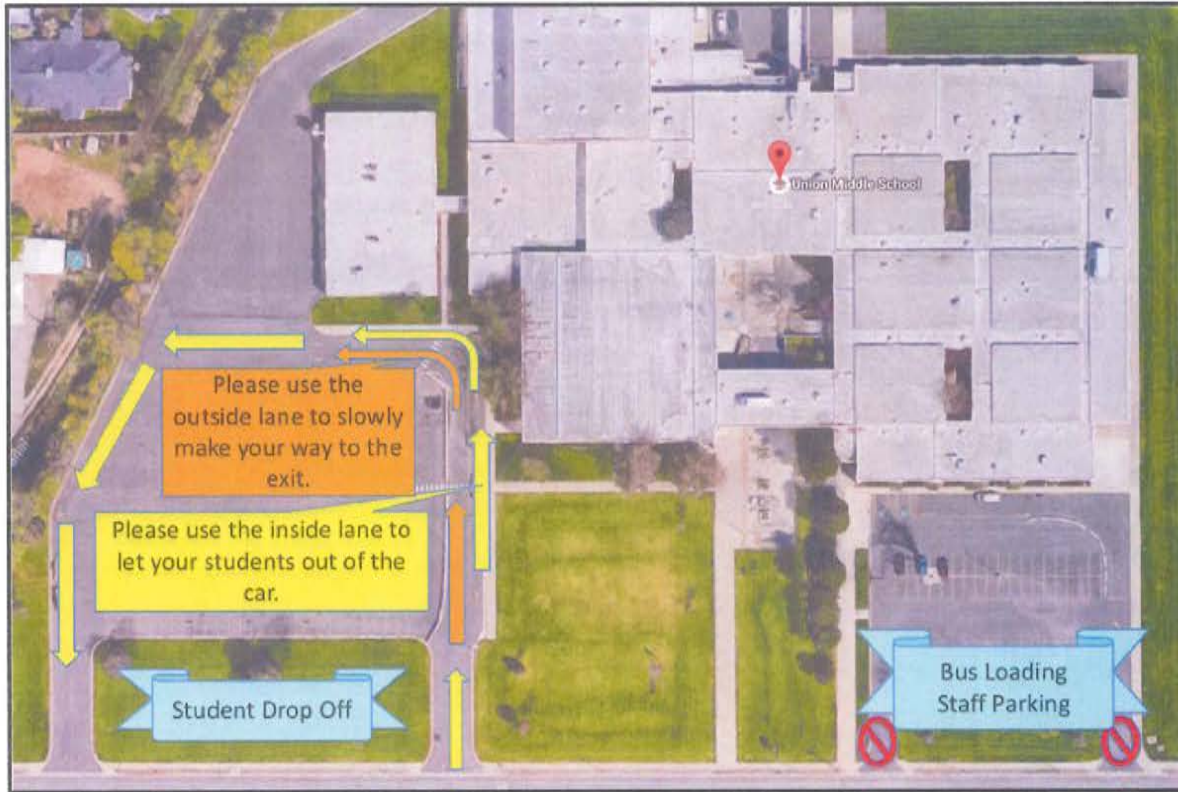 Union Middle School
Please use the
outside lane to slowly
make your way to the
exit.
Please use the inside lane to
let your students out of the
car.
Student Drop Off
Bus Loading
Staff Parking